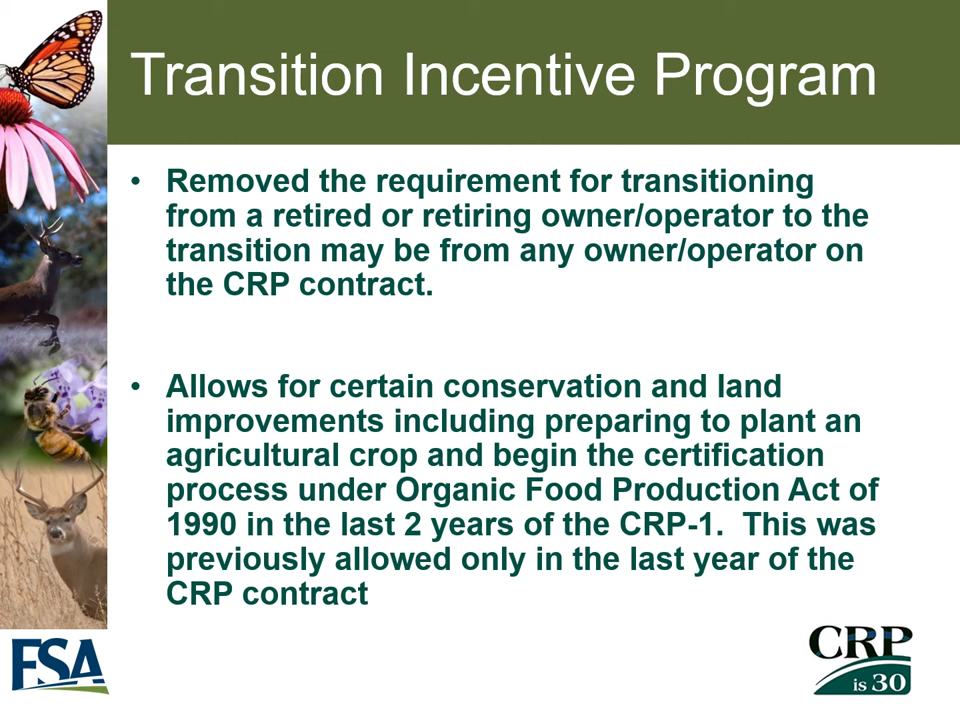 Transition Incentive Program
• Removed the requirement for transitioning
from a retired or retiring owner/operator to the
transition may be from any owner/operator on
the CRP contract.
• Allows for certain conservation and land
improvements including preparing to plant an
agricultural crop and begin the certification
process under Organic Food Production Act of
1990 in the last 2 years of the CRP-1.  This was
previously allowed only in the last year of the
CRP contract
FSA
CRP
is 30